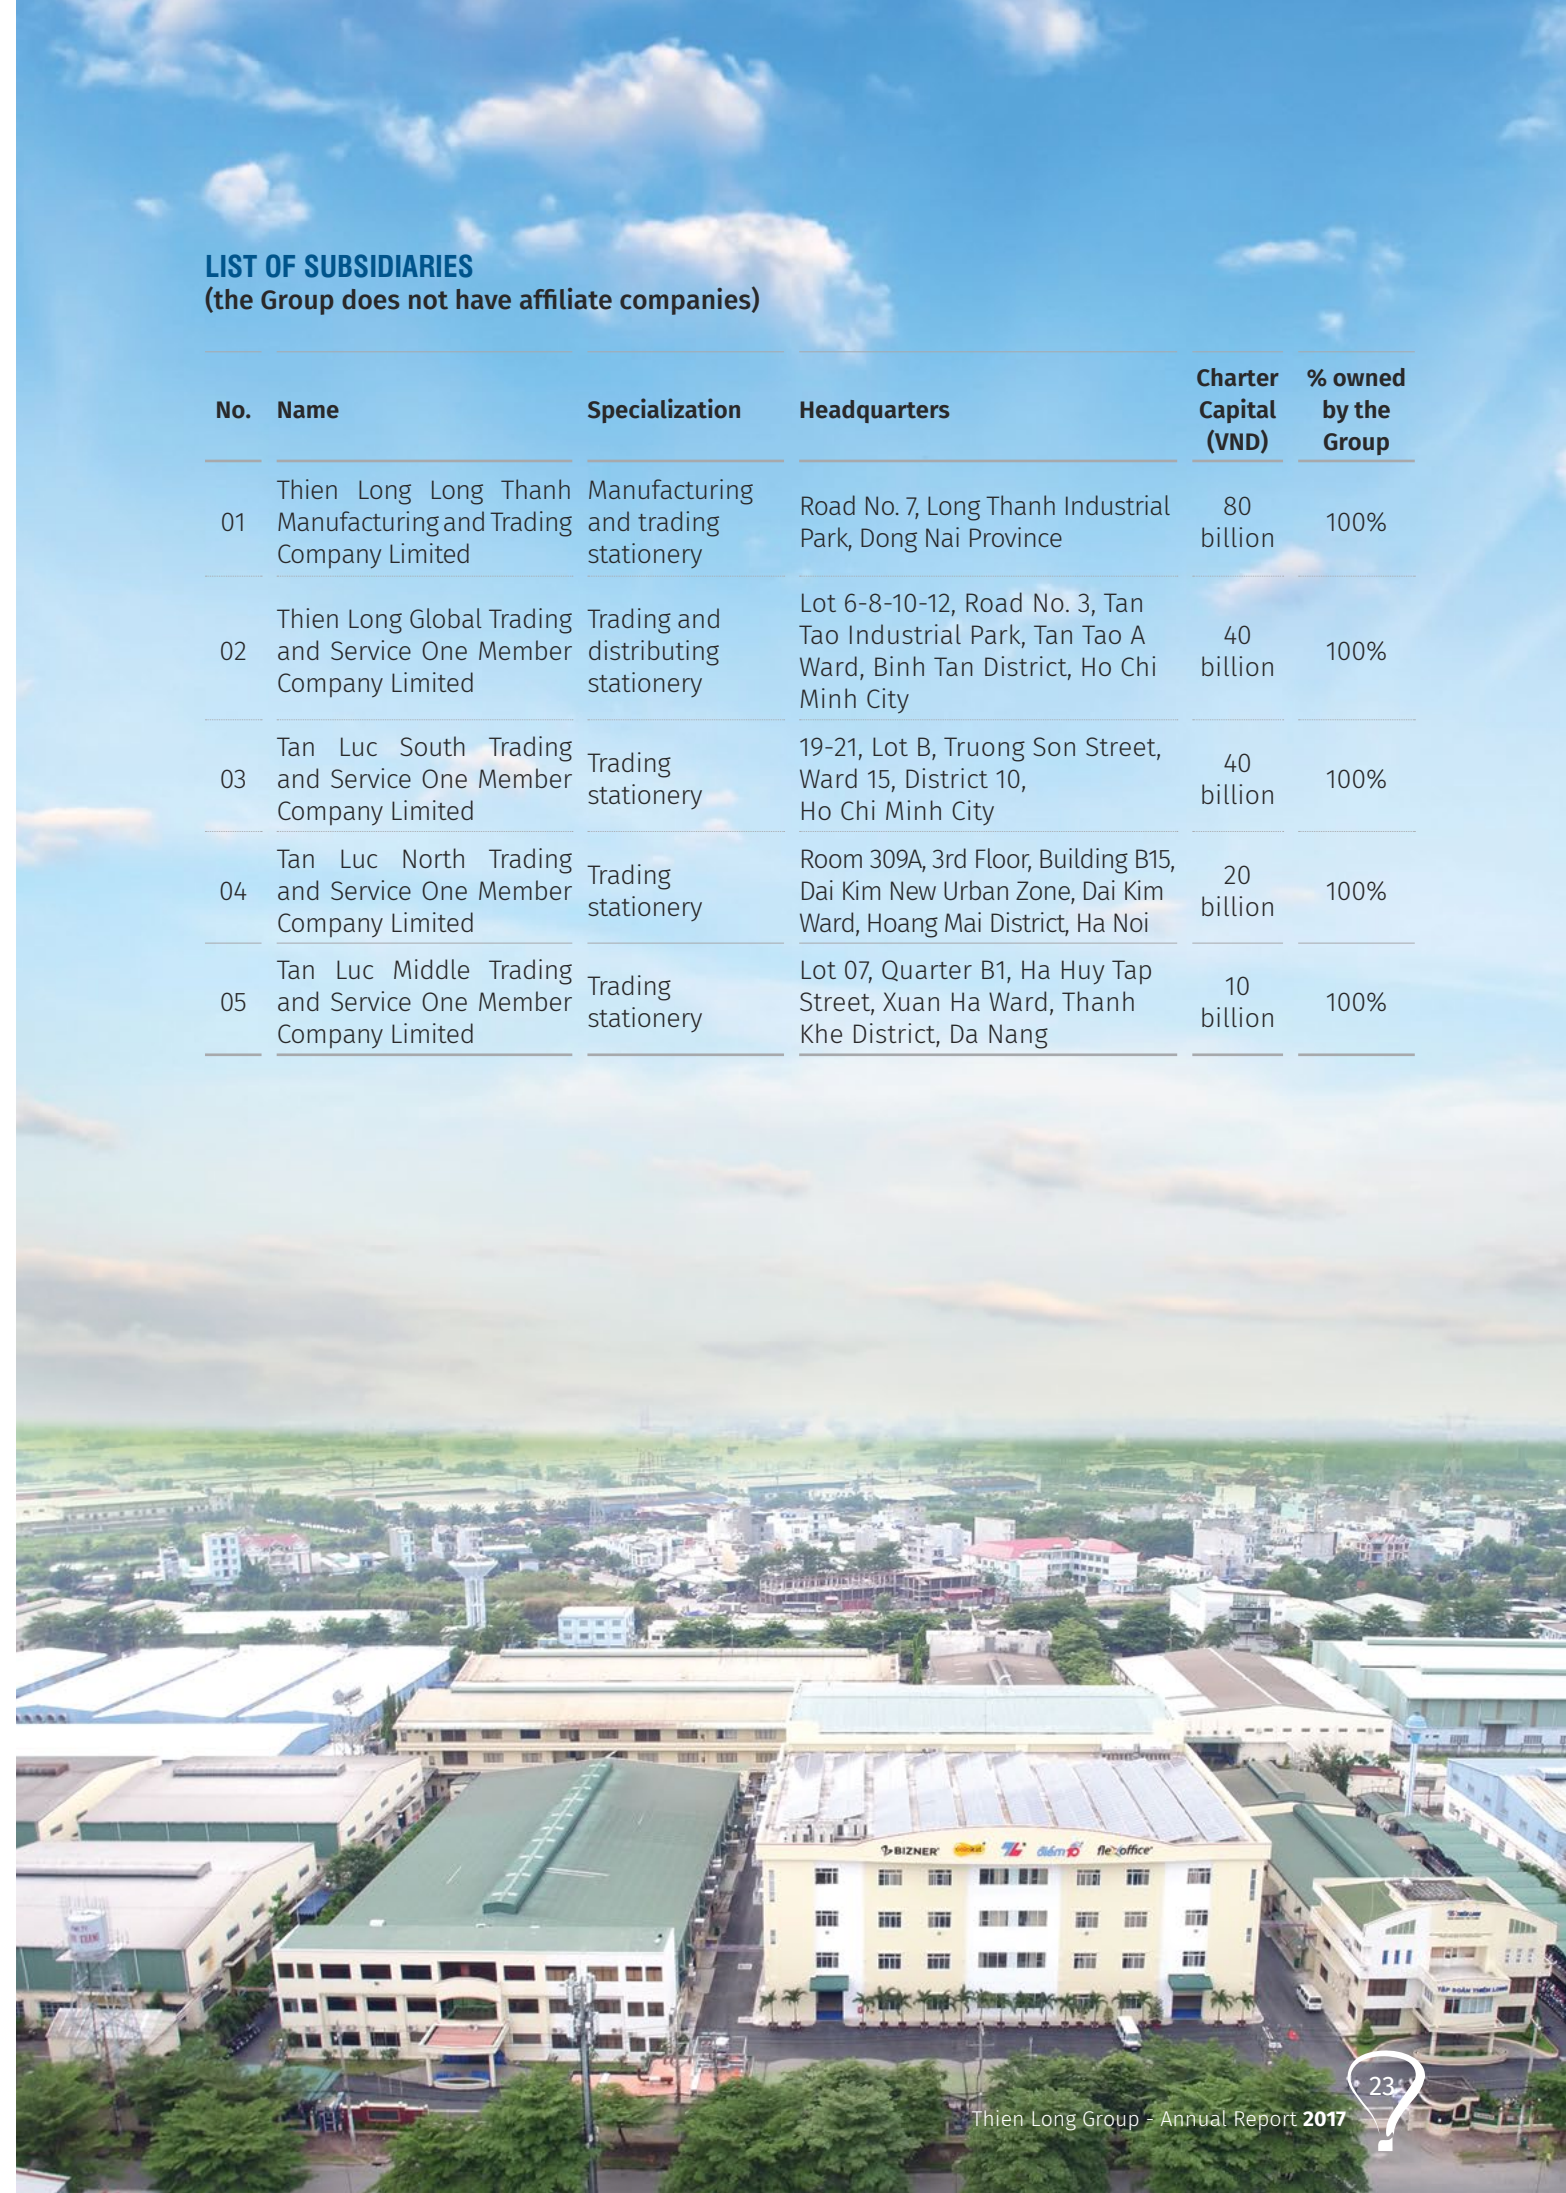 LIST OF SUBSIDIARIES
(the Group does not have affiliate companies)
No.
Name
Specialization
Headquarters
Charter
Capital
(VND)
% owned
by the
Group
01
Thien Long Long Thanh
Manufacturing and Trading
Company Limited
Manufacturing
and trading
stationery
Road No. 7, Long Thanh Industrial
Park, Dong Nai Province
80
billion
100%
02
Thien Long Global Trading
and Service One Member
Company Limited
Trading and
distributing
stationery
Lot 6-8-10-12, Road No. 3, Tan
Tao Industrial Park, Tan Tao A
Ward, Binh Tan District, Ho Chi
Minh City
40
billion
100%
03
Tan Luc South Trading
and Service One Member
Company Limited
Trading
stationery
19-21, Lot B, Truong Son Street,
Ward 15, District 10,
Ho Chi Minh City
40
billion
100%
04
Tan Luc North Trading
and Service One Member
Company Limited
Trading
stationery
Room 309A, 3rd Floor, Building B15,
Dai Kim New Urban Zone, Dai Kim
Ward, Hoang Mai District, Ha Noi
20
billion
100%
05
Tan Luc Middle Trading
and Service One Member
Company Limited
Trading
stationery
Lot 07, Quarter B1, Ha Huy Tap
Street, Xuan Ha Ward, Thanh
Khe District, Da Nang
10
billion
100%
BIZNER
TL
điểm 10
flexoffice
TẬP ĐOÀN THIÊN LONG
23
Thien Long Group - Annual Report 2017